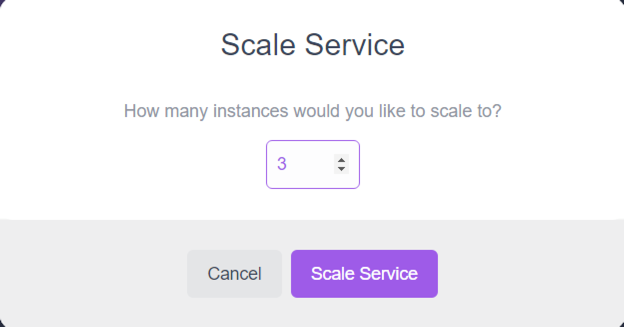 Scale Service
How many instances would you like to scale to?
3
Cancel Scale Service